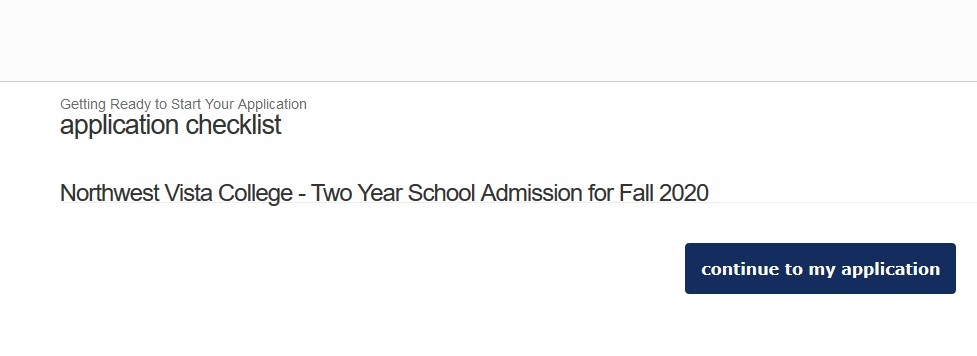 Getting Ready to Start Your Application
application checklist
Northwest Vista College - Two Year School Admission for Fall 2020
continue to my application